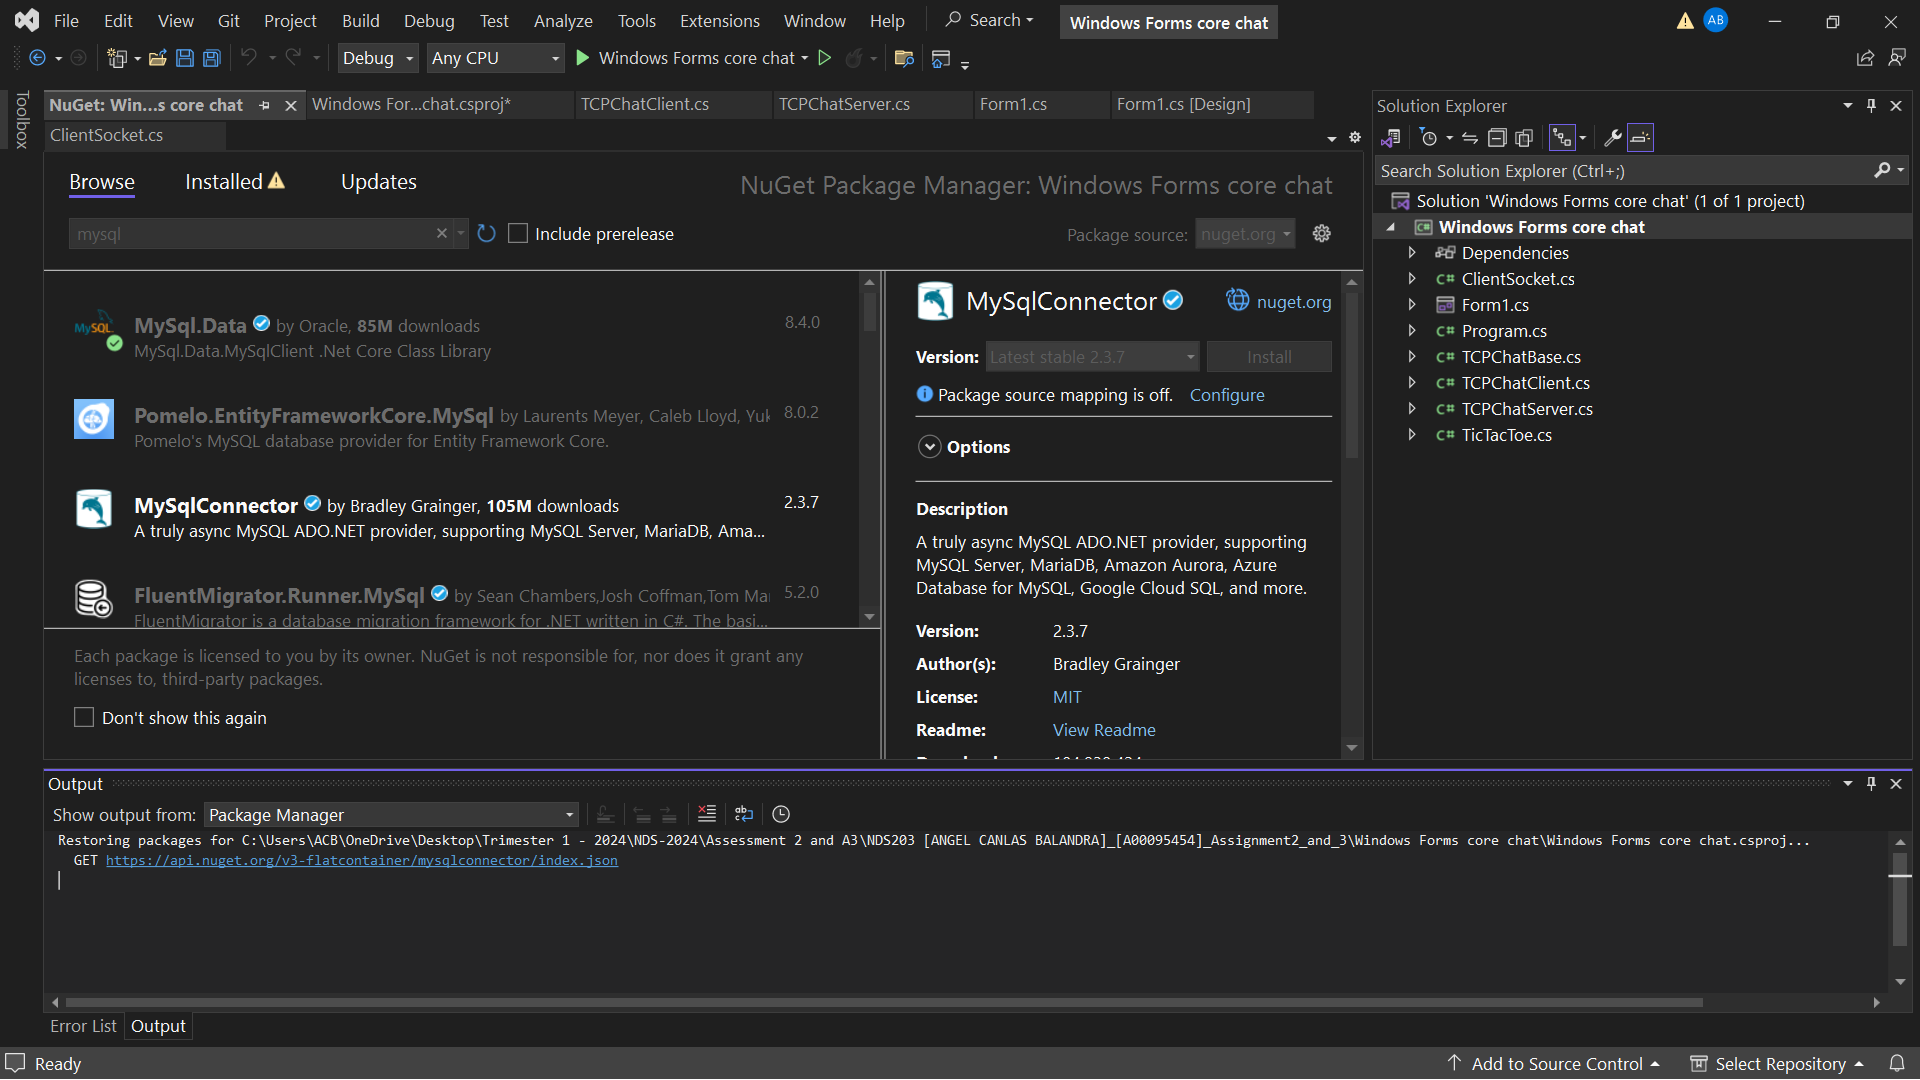 File Edit View Git Project Build Debug Test Analyze Tools Extensions Window Help Search Windows Forms core chat AB
Debug Any CPU Windows Forms core chat
Toolbox
NuGet: Win...s core chat Windows For...chat.csproj* TCPChatClient.cs TCPChatServer.cs Form1.cs Form1.cs [Design]
ClientSocket.cs
Browse Installed Updates
NuGet Package Manager: Windows Forms core chat
mysql Include prerelease Package source: nuget.org
MySQL
MySql.Data by Oracle, 85M downloads 8.4.0
MySql.Data.MySqlClient .Net Core Class Library
Pomelo.EntityFrameworkCore.MySql by Laurents Meyer, Caleb Lloyd, Yuk 8.0.2
Pomelo's MySQL database provider for Entity Framework Core.
MySqlConnector by Bradley Grainger, 105M downloads 2.3.7
A truly async MySQL ADO.NET provider, supporting MySQL Server, MariaDB, Ama...
FluentMigrator.Runner.MySql by Sean Chambers,Josh Coffman,Tom Mar 5.2.0
FluentMigrator is a database migration framework for .NET written in C#. The basi...
Each package is licensed to you by its owner. NuGet is not responsible for, nor does it grant any
licenses to, third-party packages.
Don't show this again
MySqlConnector nuget.org
Version: Latest stable 2.3.7 Install
Package source mapping is off. Configure
Options
Description
A truly async MySQL ADO.NET provider, supporting
MySQL Server, MariaDB, Amazon Aurora, Azure
Database for MySQL, Google Cloud SQL, and more.
Version: 2.3.7
Author(s): Bradley Grainger
License: MIT
Readme: View Readme
Solution Explorer
Search Solution Explorer (Ctrl+;)
Solution 'Windows Forms core chat' (1 of 1 project)
Windows Forms core chat
Dependencies
C# ClientSocket.cs
Form1.cs
C# Program.cs
C# TCPChatBase.cs
C# TCPChatClient.cs
C# TCPChatServer.cs
C# TicTacToe.cs
Output
Show output from: Package Manager
Restoring packages for C:\Users\ACB\OneDrive\Desktop\Trimester 1 - 2024\NDS-2024\Assessment 2 and A3\NDS203 [ANGEL CANLAS BALANDRA]_[A00095454]_Assignment2_and_3\Windows Forms core chat\Windows Forms core chat.csproj...
GET https://api.nuget.org/v3-flatcontainer/mysqlconnector/index.json
Error List Output
Ready Add to Source Control Select Repository